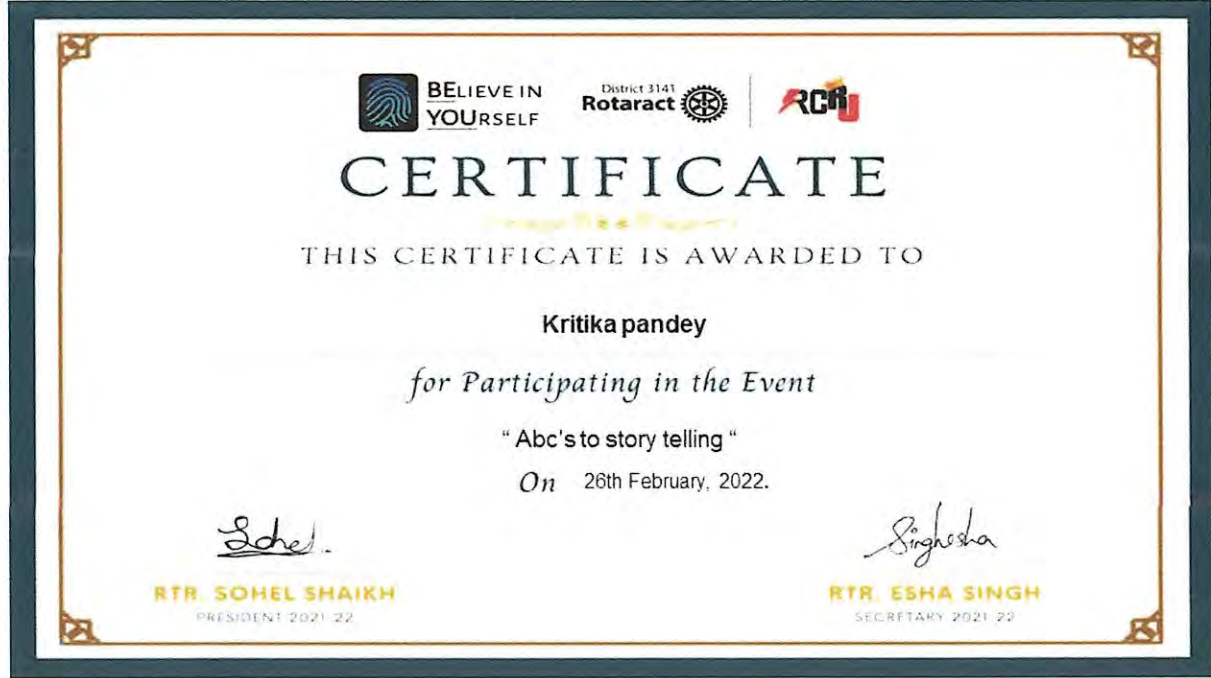 BELIEVE IN
YOURSELF
District 3141
Rotaract
RCRU
CERTIFICATE
THIS CERTIFICATE IS AWARDED TO
Kritika pandey
for Participating in the Event
“ Abc's to story telling “
On 26th February, 2022.
Sohel.
Singhesha
RTR. SOHEL SHAIKH
RTR. ESHA SINGH
PRESIDENT 2021-22
SECRETARY 2021-22